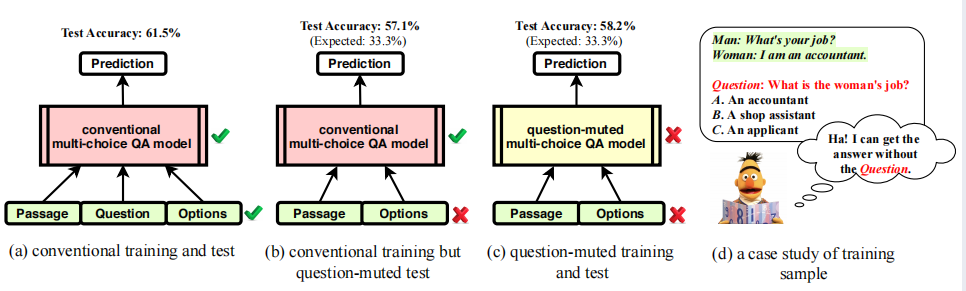 Test Accuracy: 61.5%
Prediction
conventional
multi-choice QA model
Passage
Question
Options
(a) conventional training and test
Test Accuracy: 57.1%
(Expected: 33.3%)
Prediction
conventional
multi-choice QA model
Passage
Options
(b) conventional training but
question-muted test
Test Accuracy: 58.2%
(Expected: 33.3%)
Prediction
question-muted
multi-choice QA model
Passage
Options
(c) question-muted training
and test
Man: What's your job?
Woman: I am an accountant.
Question: What is the woman's job?
A. An accountant
B. A shop assistant
C. An applicant
Ha! I can get the
answer without
the Question.
(d) a case study of training
sample